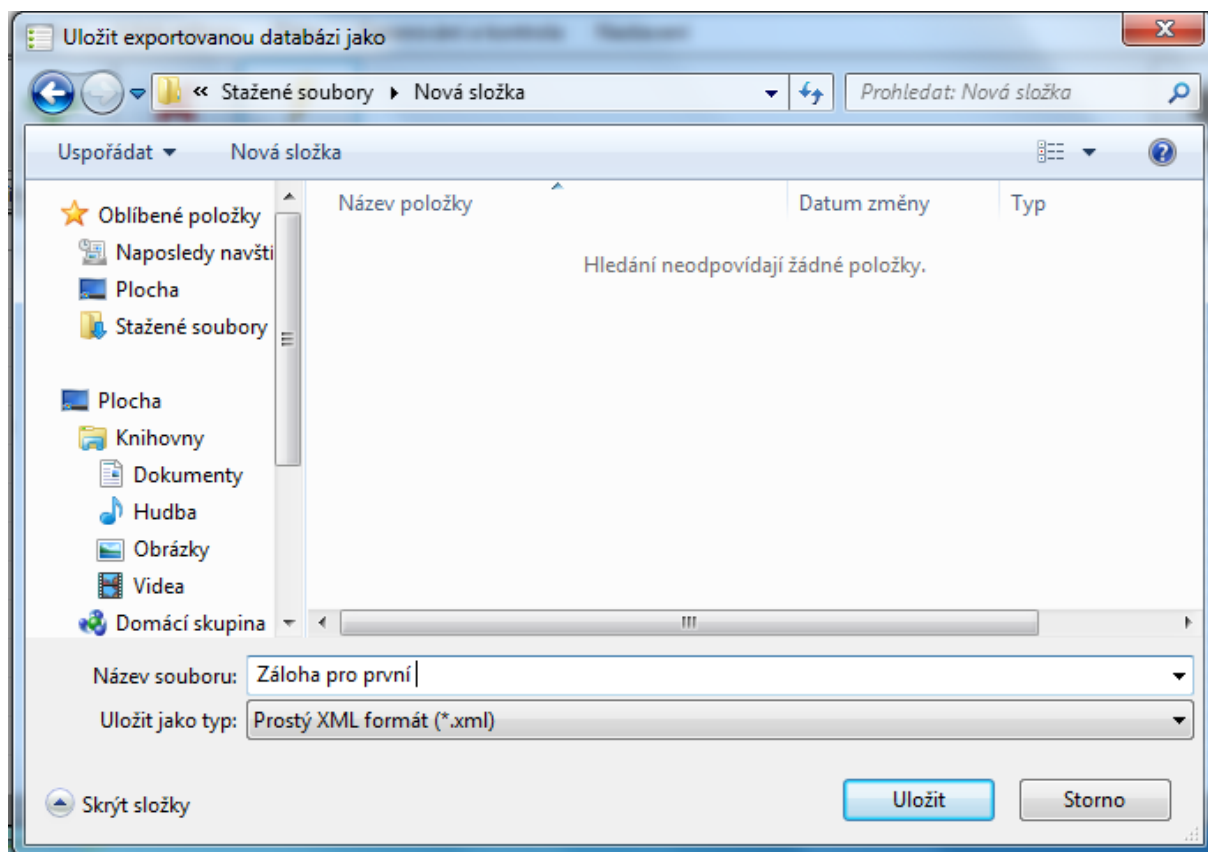 Uložit exportovanou databázi jako
« Stažené soubory Nová složka
Prohledat: Nová složka
Uspořádat Nová složka
Název položky Datum změny Typ
Hledání neodpovídají žádné položky.
Oblíbené položky
Naposledy navšti
Plocha
Stažené soubory
Plocha
Knihovny
Dokumenty
Hudba
Obrázky
Videa
Domácí skupina
Název souboru: Záloha pro první
Uložit jako typ: Prostý XML formát (*.xml)
Skrýt složky
Uložit Storno